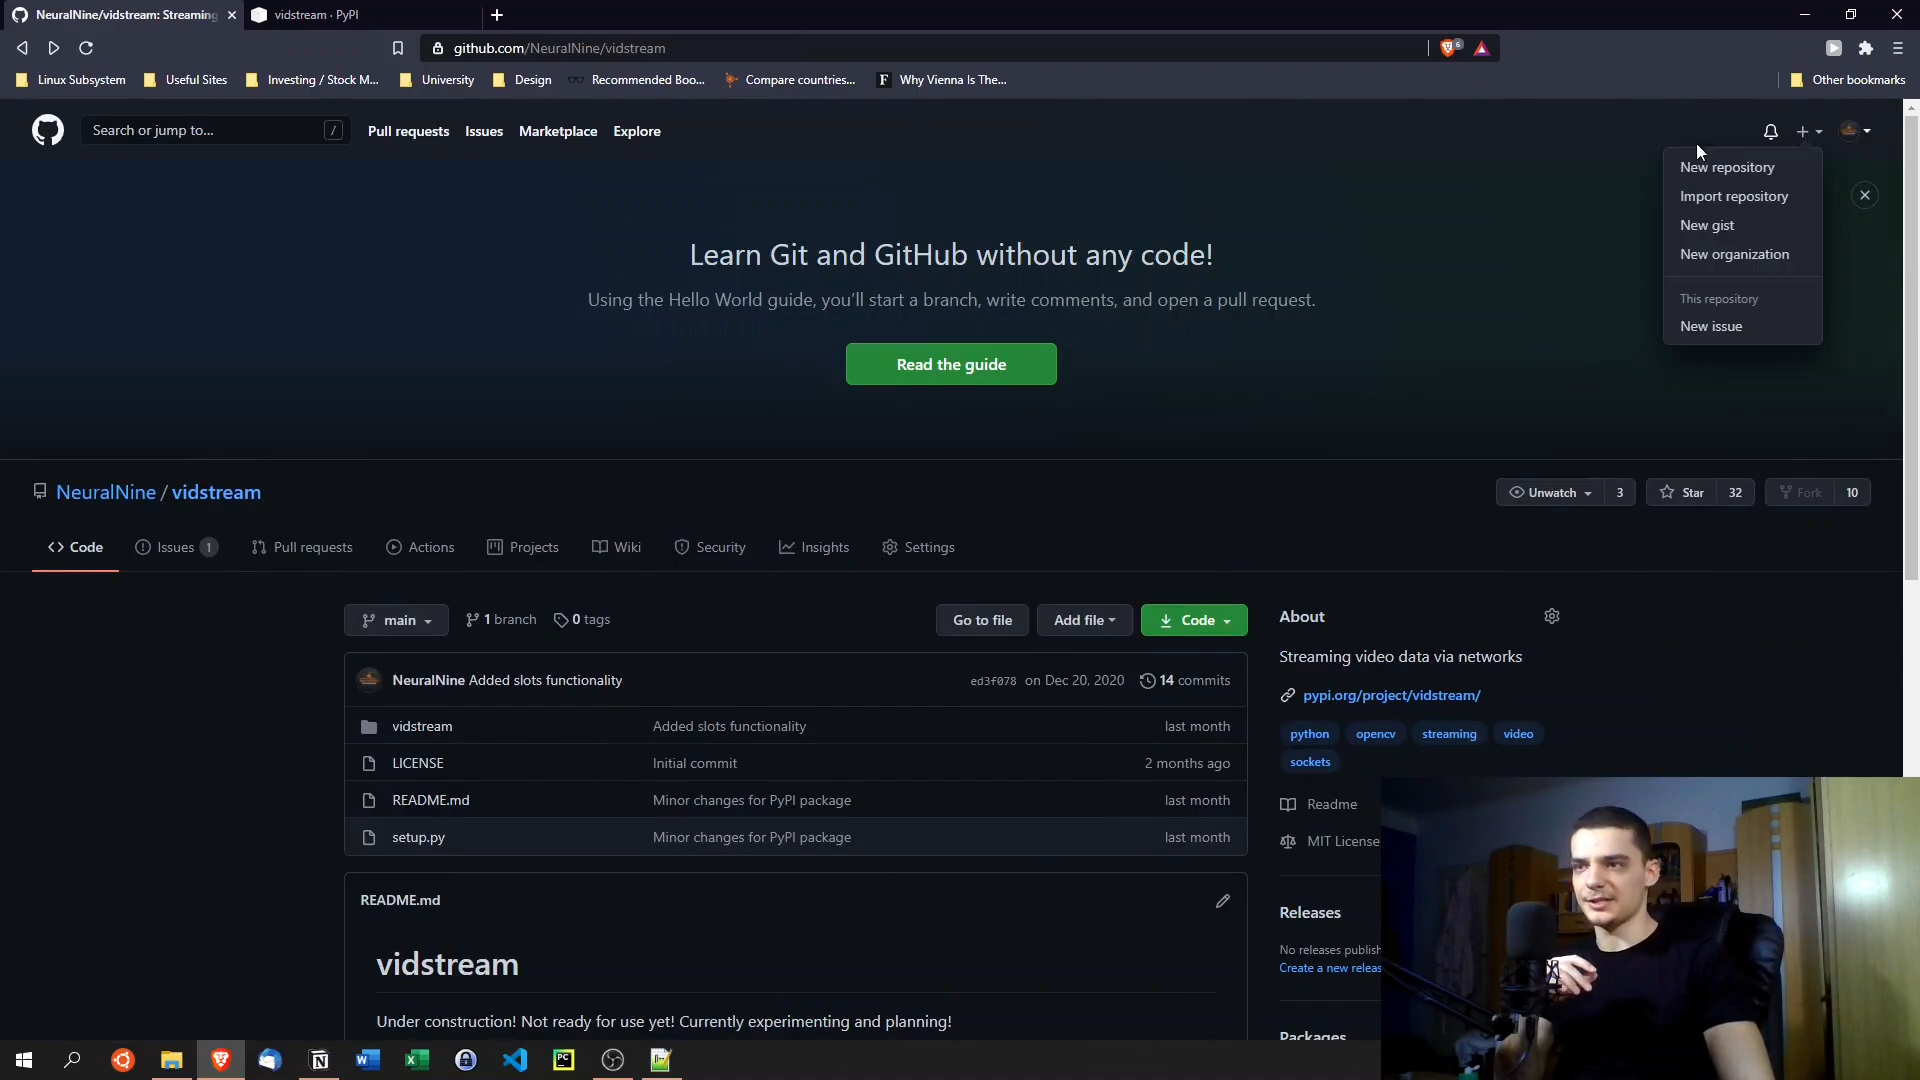 NeuralNine/vidstream: Streaming
vidstream · PyPI
github.com/NeuralNine/vidstream
6
Linux Subsystem
Useful Sites
Investing / Stock M...
University
Design
Recommended Boo...
Compare countries...
F
Why Vienna Is The...
Other bookmarks
Search or jump to...
/
Pull requests
Issues
Marketplace
Explore
New repository
Import repository
New gist
New organization
This repository
New issue
Learn Git and GitHub without any code!
Using the Hello World guide, you’ll start a branch, write comments, and open a pull request.
Read the guide
NeuralNine / vidstream
Unwatch
3
Star
32
Fork
10
Code
Issues 1
Pull requests
Actions
Projects
Wiki
Security
Insights
Settings
main
1 branch
0 tags
Go to file
Add file
Code
NeuralNine Added slots functionality
ed3f078 on Dec 20, 2020
14 commits
vidstream
Added slots functionality
last month
LICENSE
Initial commit
2 months ago
README.md
Minor changes for PyPI package
last month
setup.py
Minor changes for PyPI package
last month
README.md
vidstream
Under construction! Not ready for use yet! Currently experimenting and planning!
About
Streaming video data via networks
pypi.org/project/vidstream/
python
opencv
streaming
video
sockets
Readme
MIT License
Releases
No releases publish
Create a new releas
Packages
N
W
X
PC